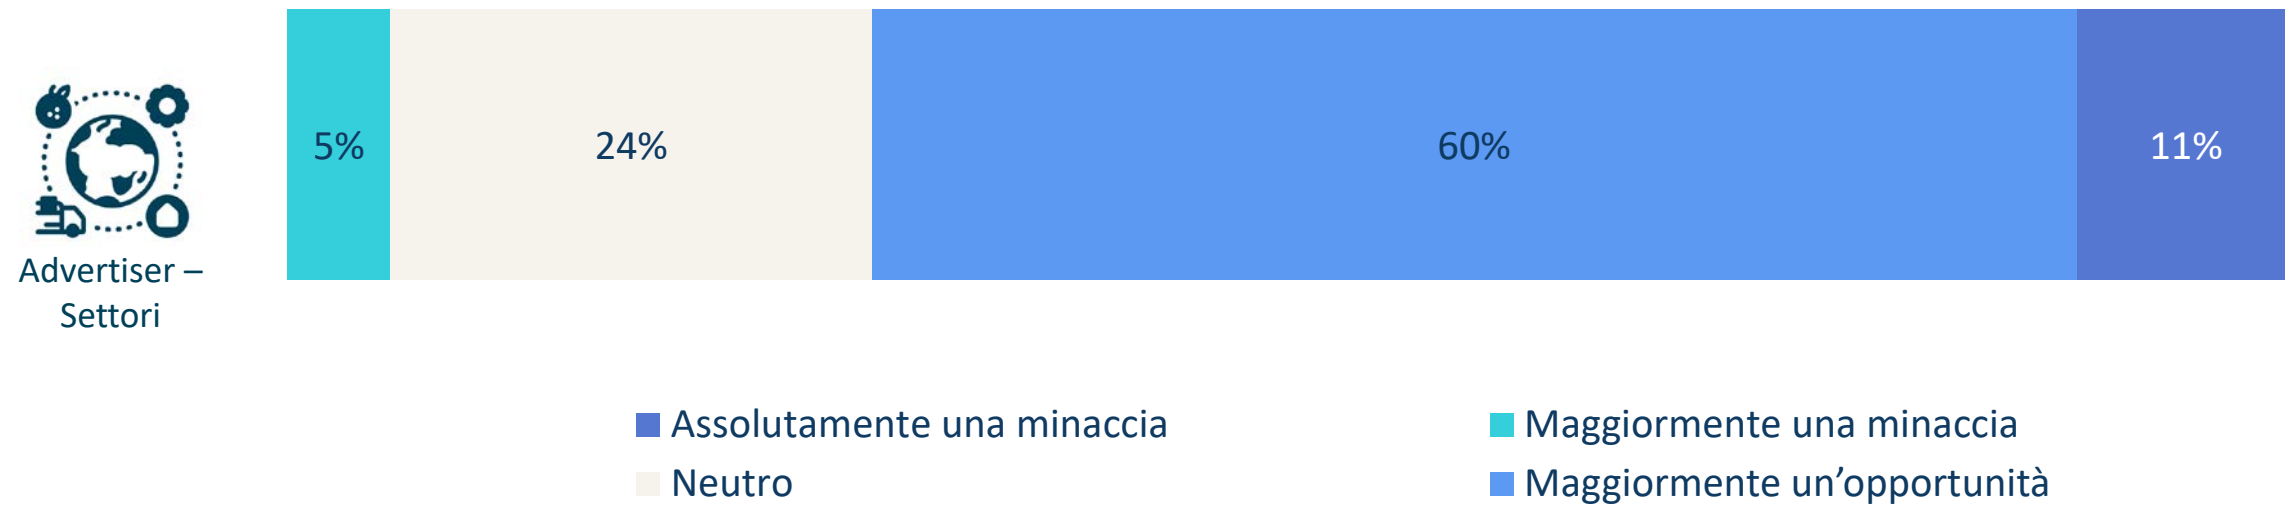 5%
24%
60%
11%
Advertiser –
Settori
Assolutamente una minaccia
Maggiormente una minaccia
Neutro
Maggiormente un’opportunità